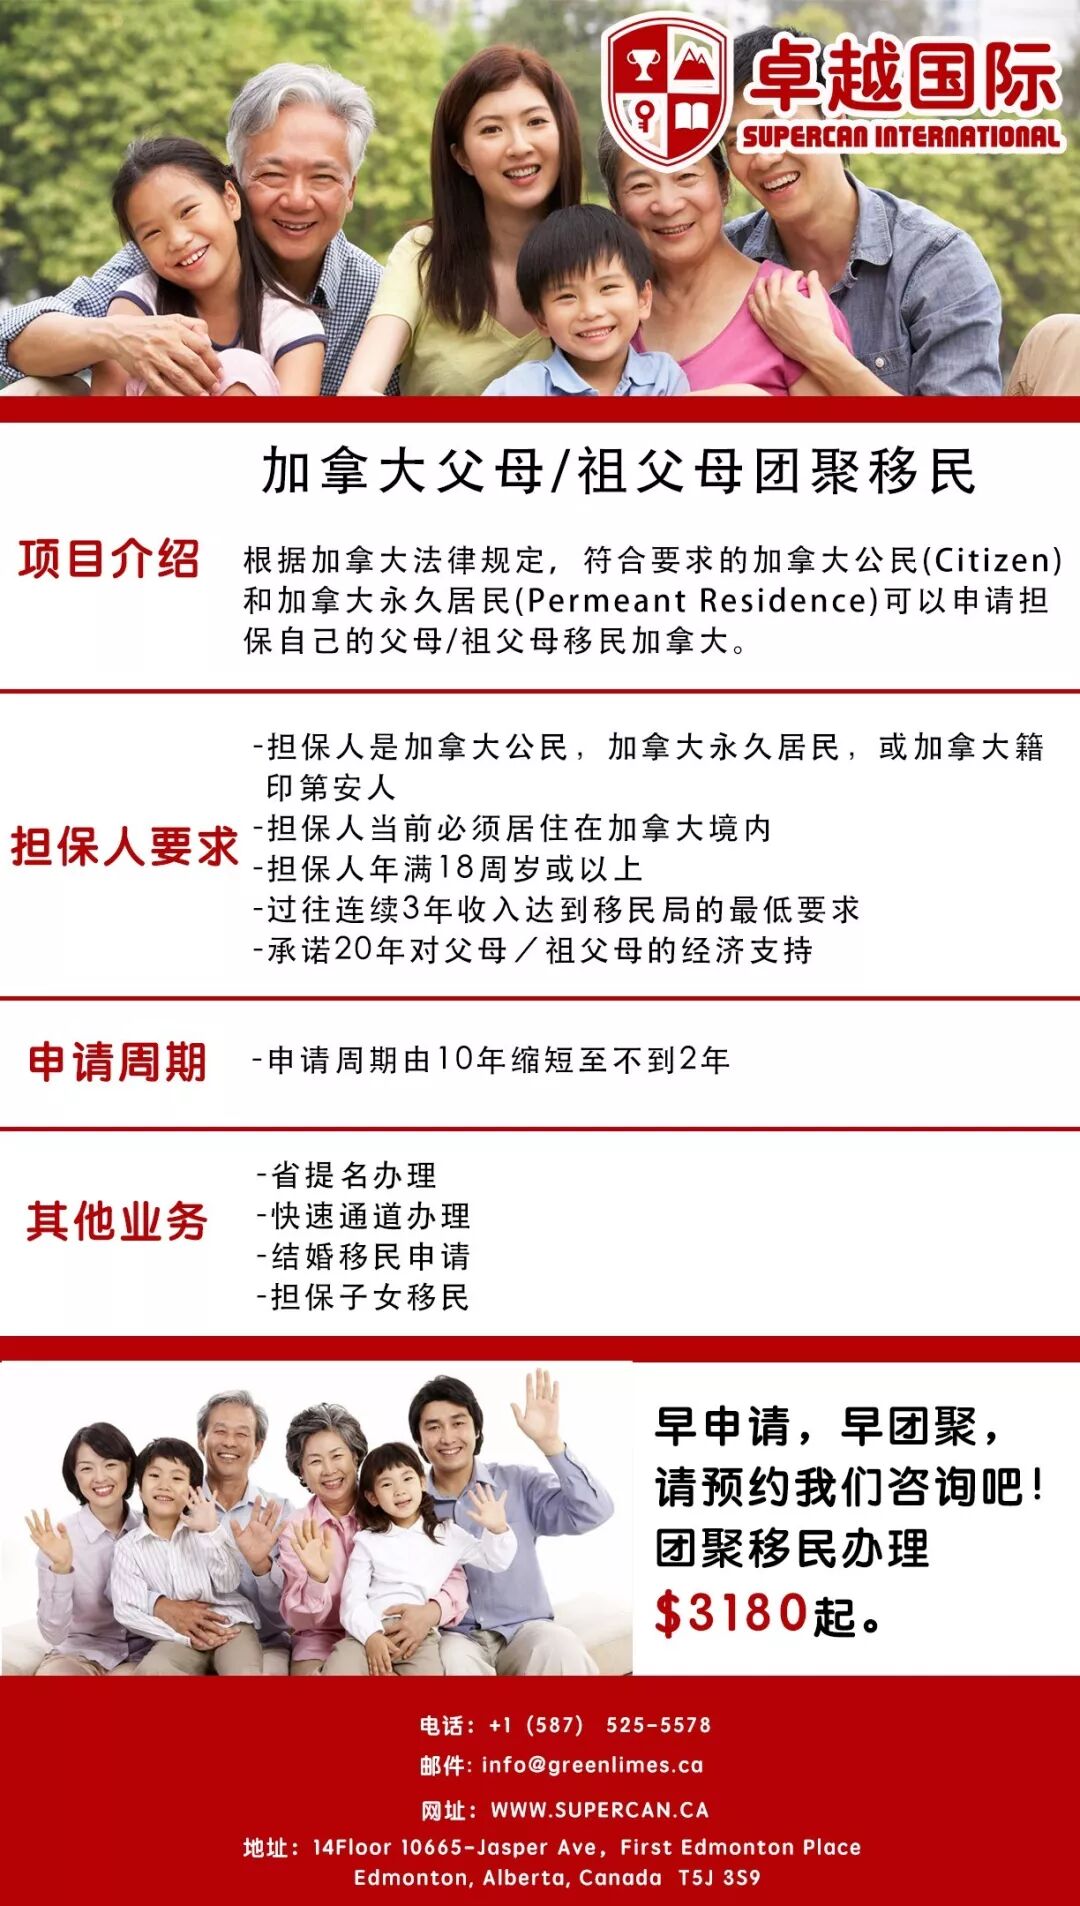 卓越国际
SUPERCAN INTERNATIONAL
加拿大父母/祖父母团聚移民
项目介绍
根据加拿大法律规定，符合要求的加拿大公民(Citizen)
和加拿大永久居民(Permeant Residence)可以申请担
保自己的父母/祖父母移民加拿大。
担保人要求
-担保人是加拿大公民，加拿大永久居民，或加拿大籍
印第安人
-担保人当前必须居住在加拿大境内
-担保人年满18周岁或以上
-过往连续3年收入达到移民局的最低要求
-承诺20年对父母／祖父母的经济支持
申请周期
-申请周期由10年缩短至不到2年
其他业务
-省提名办理
-快速通道办理
-结婚移民申请
-担保子女移民
早申请，早团聚，
请预约我们咨询吧！
团聚移民办理
$3180起。
电话：+1 (587) 525-5578
邮件: info@greenlimes.ca
网址：WWW.SUPERCAN.CA
地址：14Floor 10665-Jasper Ave，First Edmonton Place
Edmonton, Alberta, Canada T5J 3S9